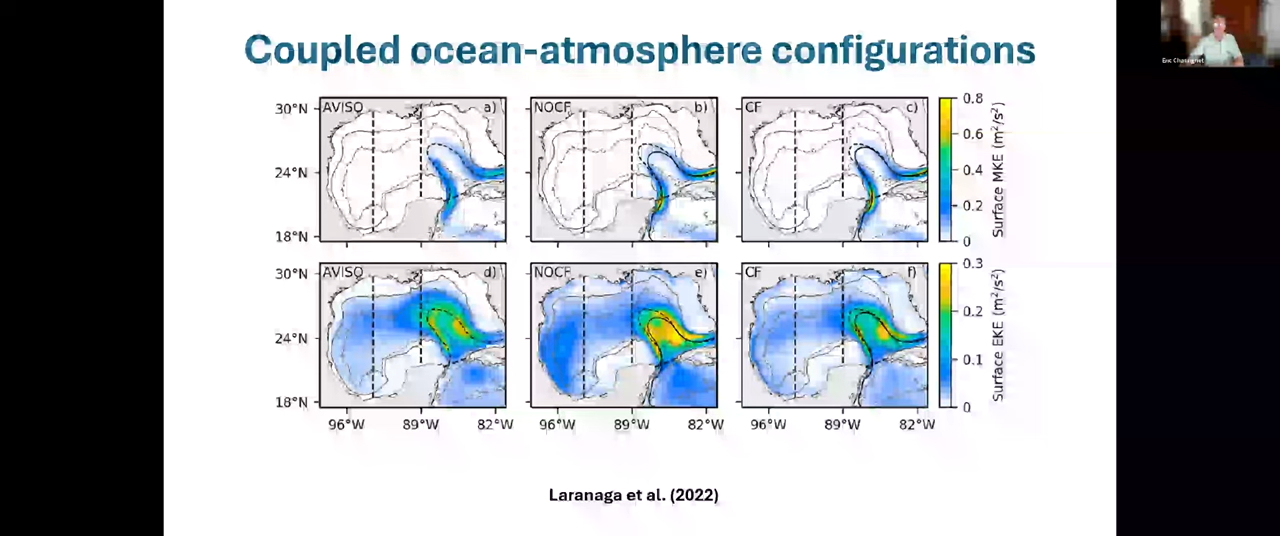 Coupled ocean-atmosphere configurations
Eric Chassignet
AVISO a) NOCF b) CF c)
30°N
24°N
18°N
0.8
0.6
0.4
0.2
0
Surface MKE (m²/s²)
AVISO d) NOCF e) CF f)
30°N
24°N
18°N
0.3
0.2
0.1
0
Surface EKE (m²/s²)
96°W 89°W 82°W 96°W 89°W 82°W 96°W 89°W 82°W
Laranaga et al. (2022)